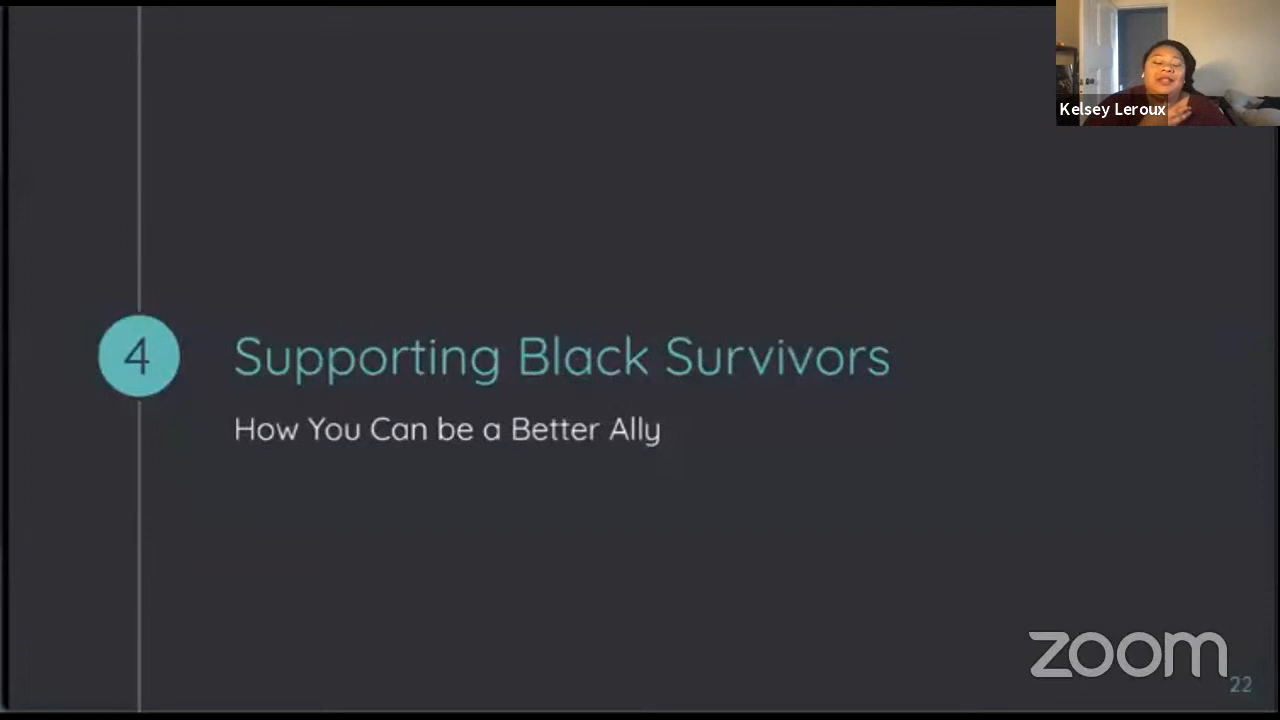 Kelsey Leroux
4
Supporting Black Survivors
How You Can be a Better Ally
zoom
22